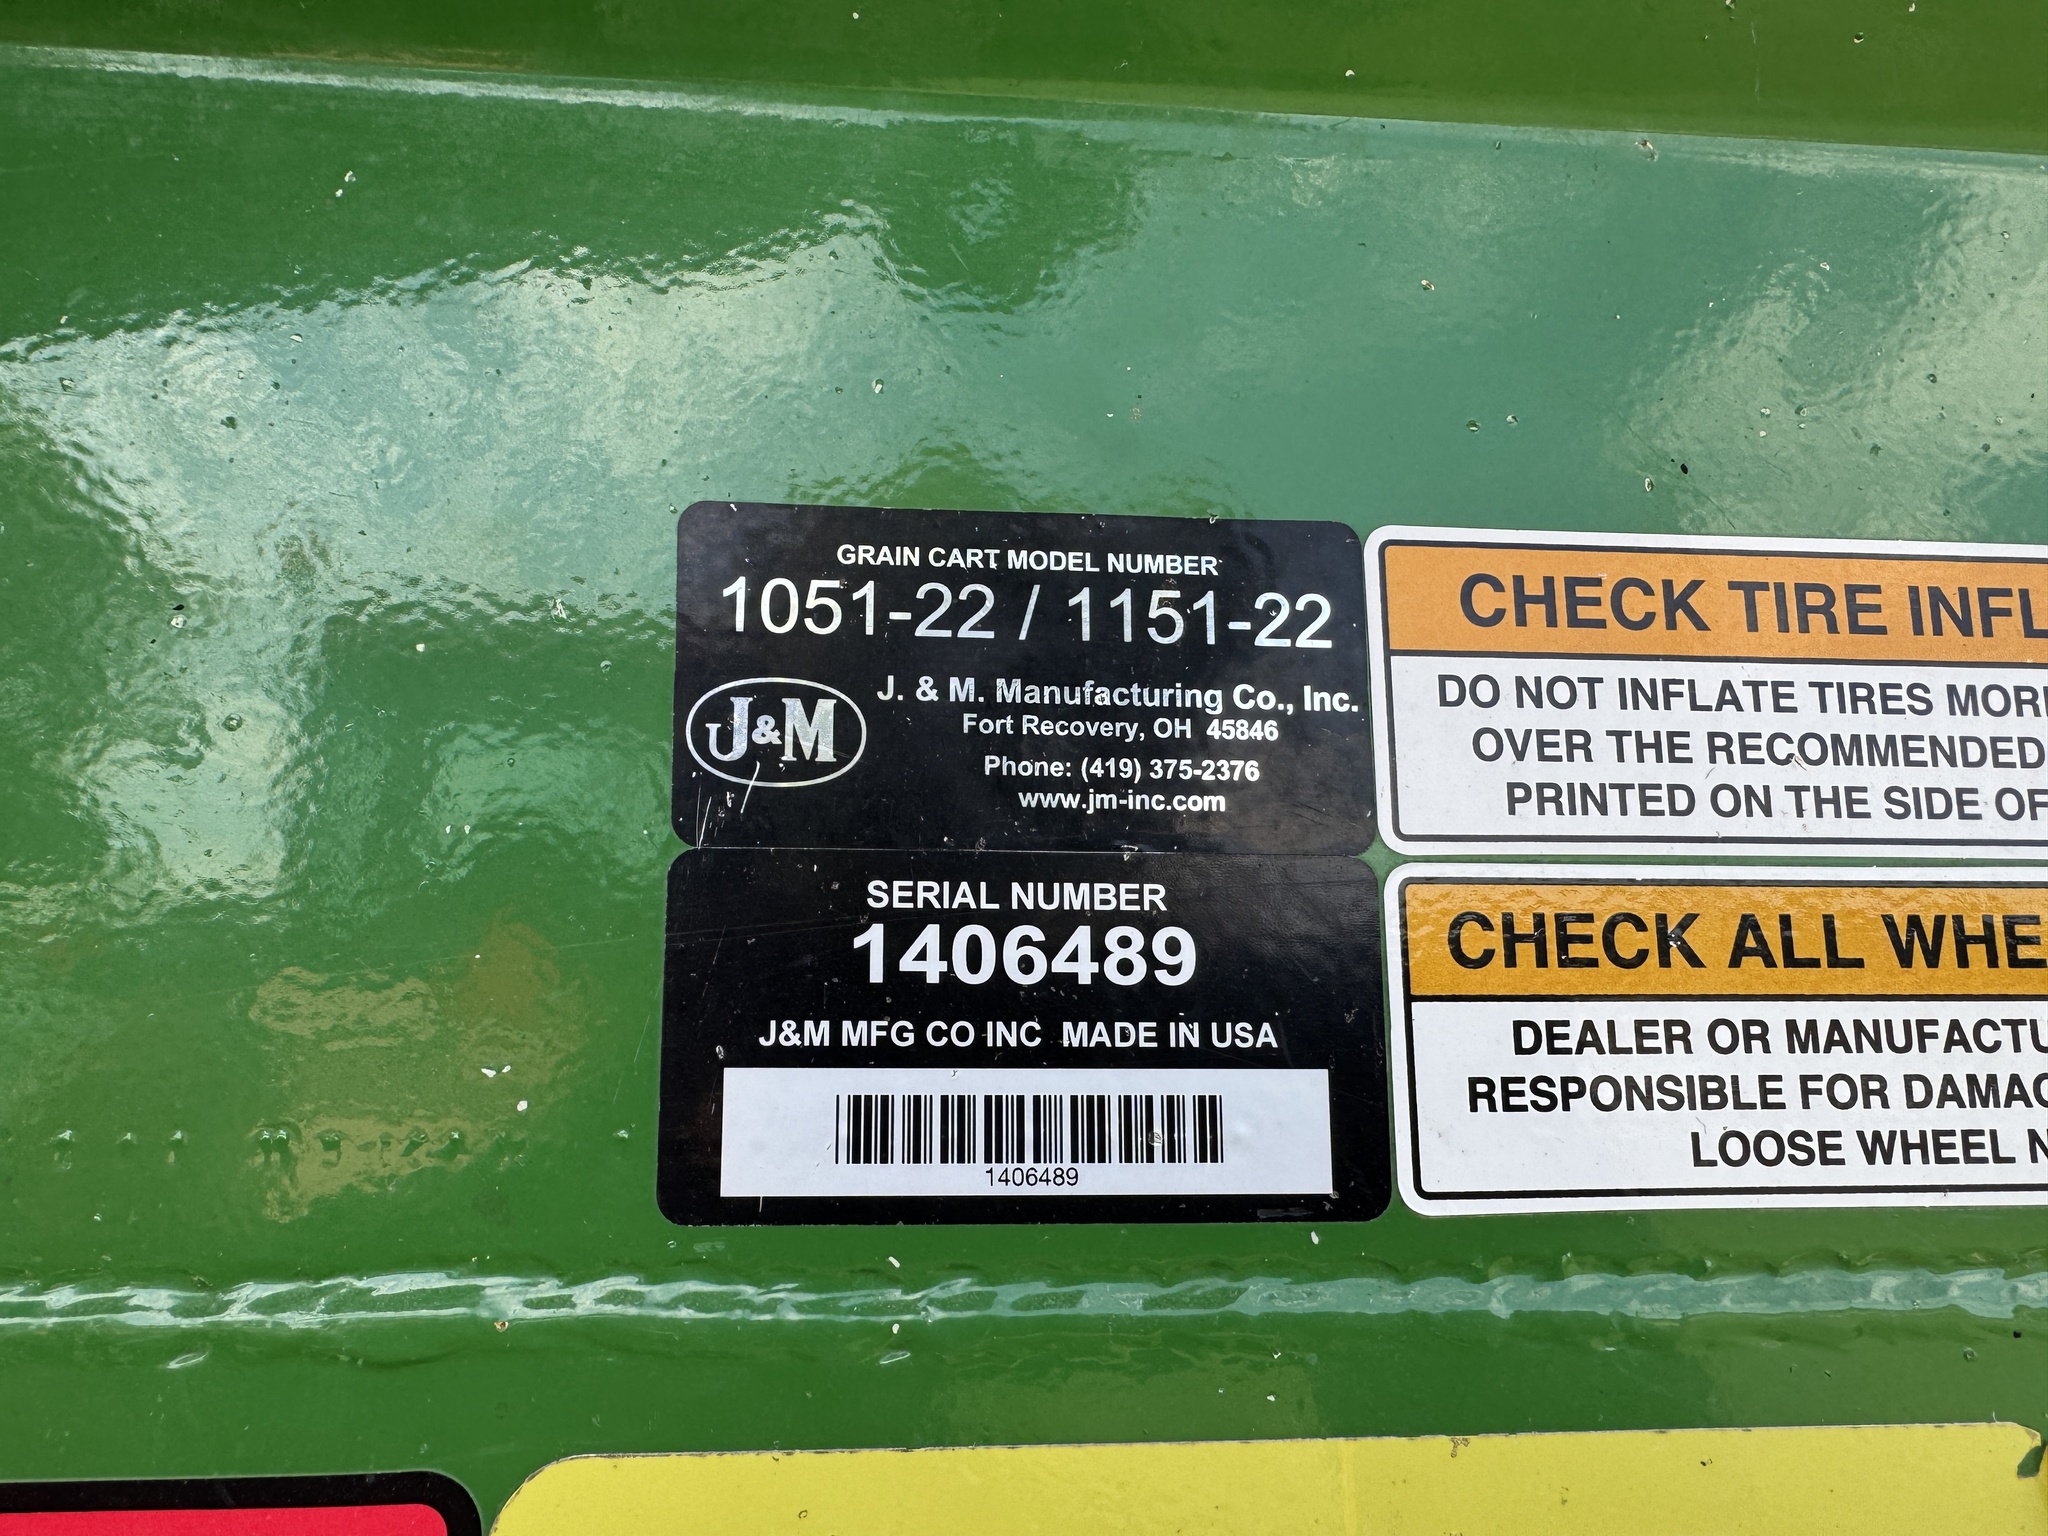 GRAIN CART MODEL NUMBER
1051-22 / 1151-22
J&M
J. & M. Manufacturing Co., Inc.
Fort Recovery, OH 45846
Phone: (419) 375-2376
www.jm-inc.com
SERIAL NUMBER
1406489
J&M MFG CO INC MADE IN USA
1406489
CHECK TIRE INFL
DO NOT INFLATE TIRES MOR
OVER THE RECOMMENDED
PRINTED ON THE SIDE OF
CHECK ALL WHE
DEALER OR MANUFACTU
RESPONSIBLE FOR DAMAG
LOOSE WHEEL N